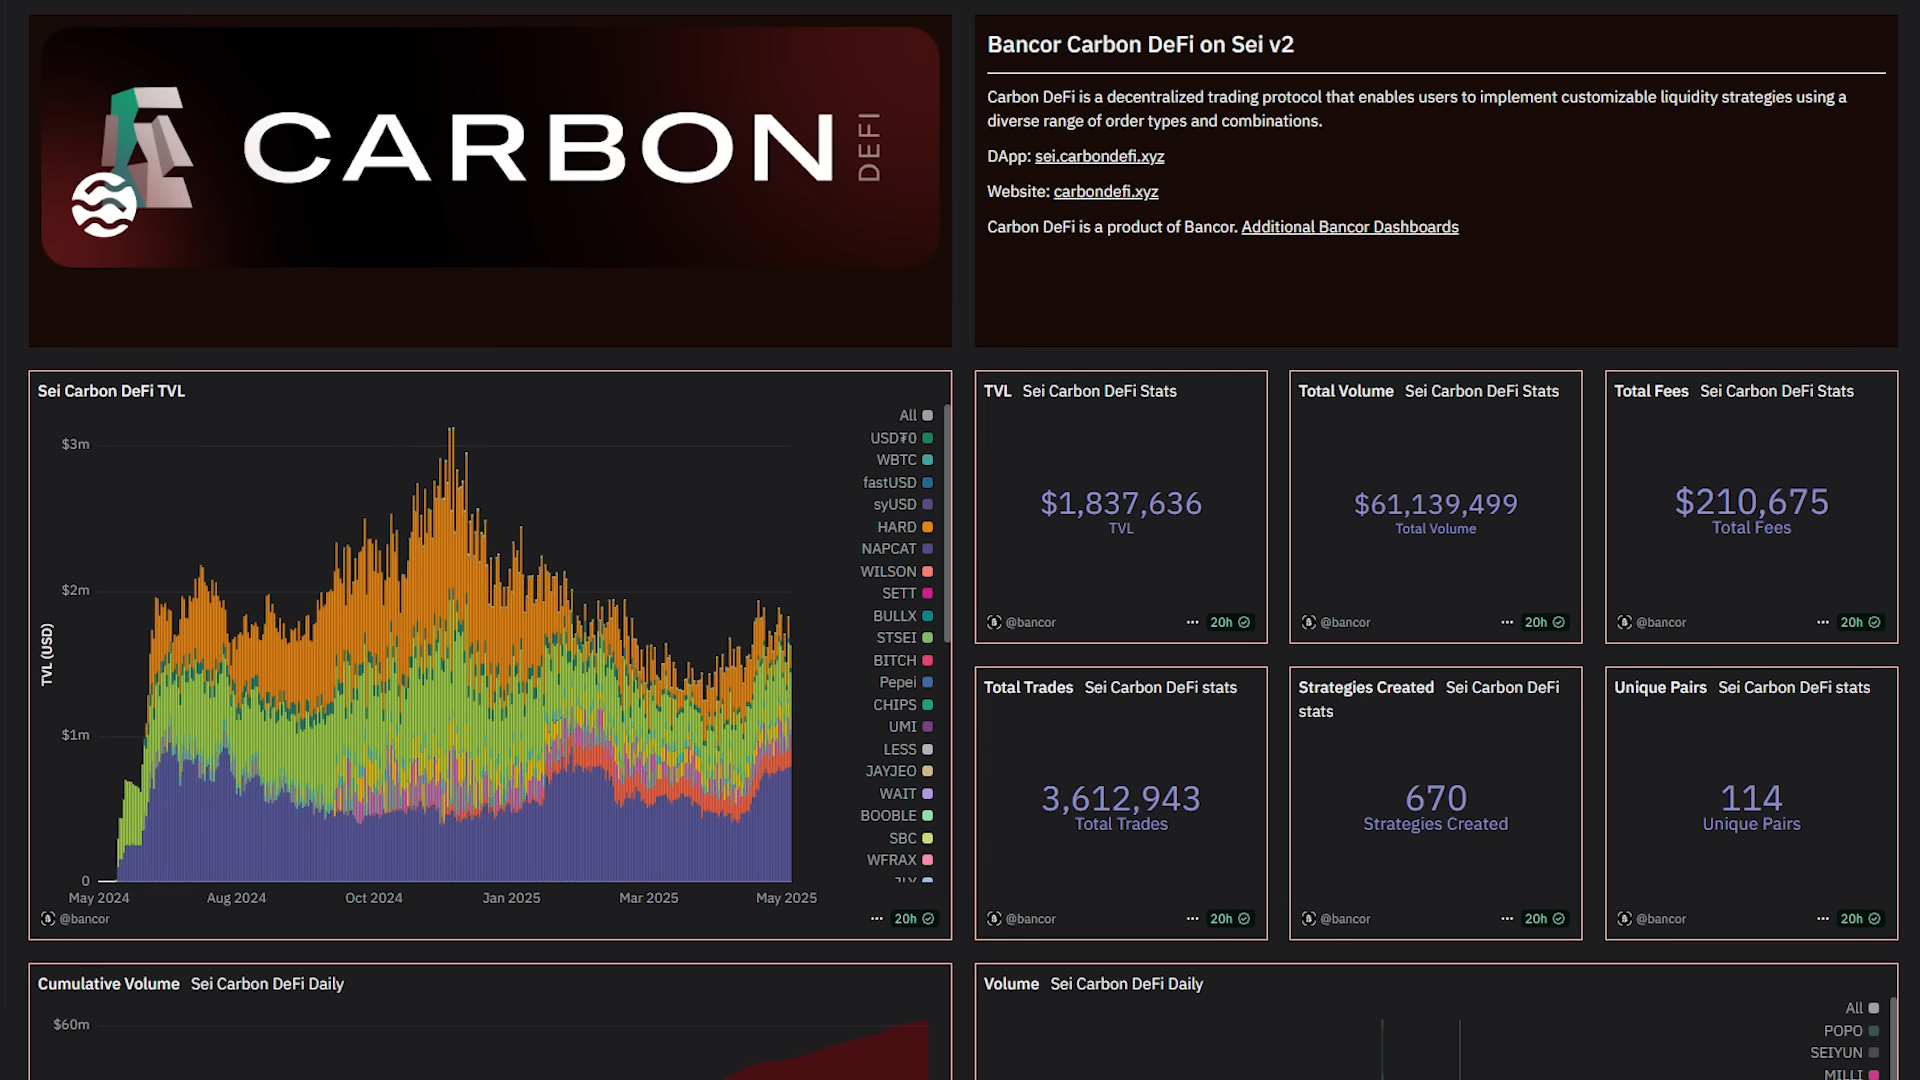 CARBON
DEFI
Bancor Carbon DeFi on Sei v2
Carbon DeFi is a decentralized trading protocol that enables users to implement customizable liquidity strategies using a
diverse range of order types and combinations.
DApp: sei.carbondefi.xyz
Website: carbondefi.xyz
Carbon DeFi is a product of Bancor. Additional Bancor Dashboards
Sei Carbon DeFi TVL
$3m
$2m
$1m
0
TVL (USD)
May 2024
Aug 2024
Oct 2024
Jan 2025
Mar 2025
May 2025
All
USD₮0
WBTC
fastUSD
syUSD
HARD
NAPCAT
WILSON
SETT
BULLX
STSEI
BITCH
Pepei
CHIPS
UMI
LESS
JAYJEO
WAIT
BOOBLE
SBC
WFRAX
@bancor
20h
TVL Sei Carbon DeFi Stats
$1,837,636
TVL
@bancor
20h
Total Volume Sei Carbon DeFi Stats
$61,139,499
Total Volume
@bancor
20h
Total Fees Sei Carbon DeFi Stats
$210,675
Total Fees
@bancor
20h
Total Trades Sei Carbon DeFi stats
3,612,943
Total Trades
@bancor
20h
Strategies Created Sei Carbon DeFi
stats
670
Strategies Created
@bancor
20h
Unique Pairs Sei Carbon DeFi stats
114
Unique Pairs
@bancor
20h
Cumulative Volume Sei Carbon DeFi Daily
$60m
Volume Sei Carbon DeFi Daily
All
POPO
SEIYUN
MILLI